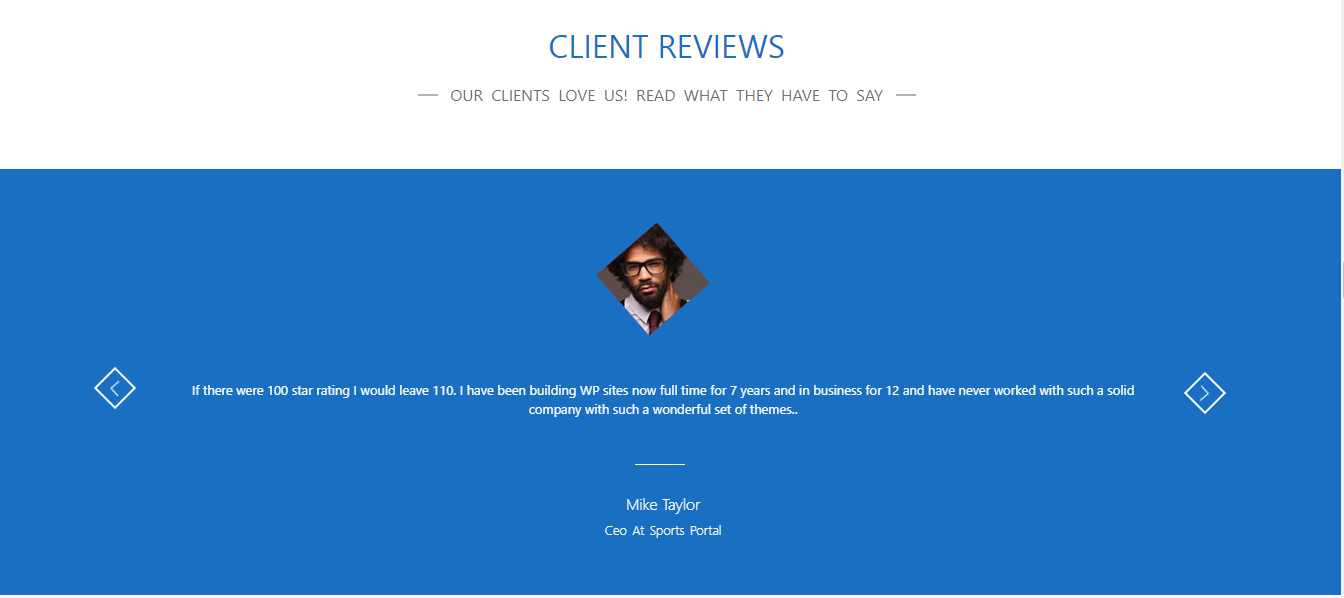 CLIENT REVIEWS
OUR CLIENTS LOVE US! READ WHAT THEY HAVE TO SAY
If there were 100 star rating I would leave 110. I have been building WP sites now full time for 7 years and in business for 12 and have never worked with such a solid
company with such a wonderful set of themes..
Mike Taylor
Ceo At Sports Portal